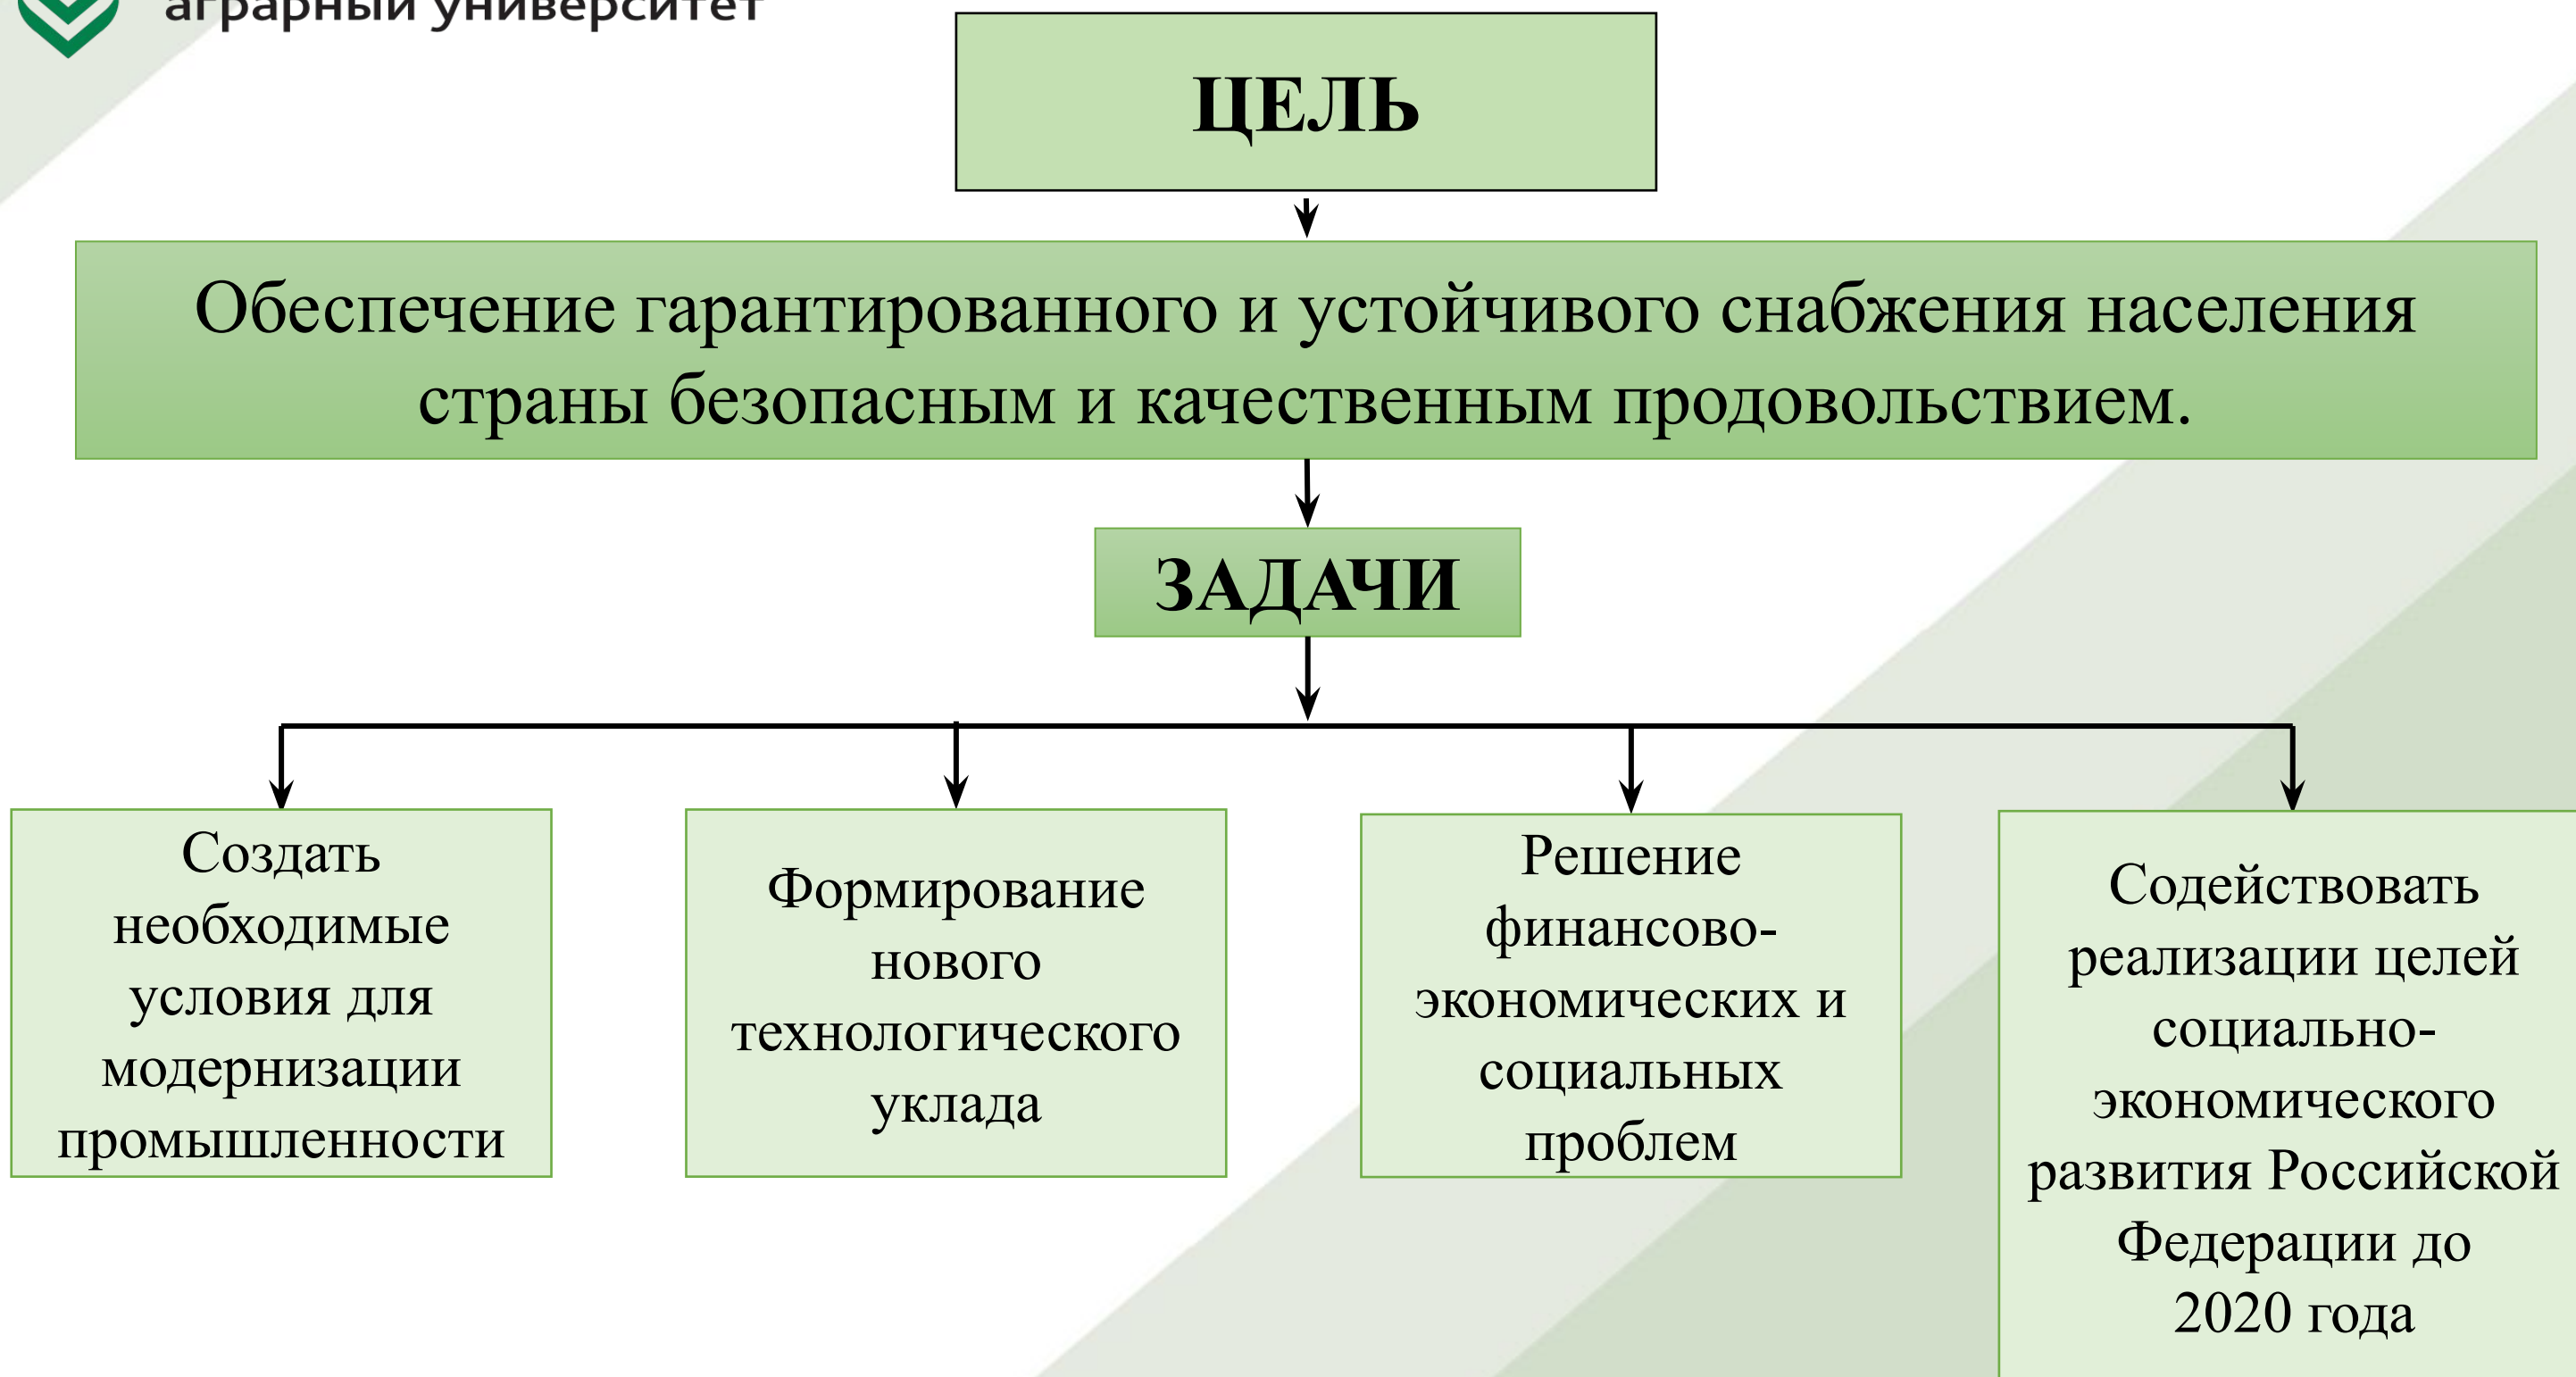 аграрный университет
ЦЕЛЬ
Обеспечение гарантированного и устойчивого снабжения населения
страны безопасным и качественным продовольствием.
ЗАДАЧИ
Создать
необходимые
условия для
модернизации
промышленности
Формирование
нового
технологического
уклада
Решение
финансово-
экономических и
социальных
проблем
Содействовать
реализации целей
социально-
экономического
развития Российской
Федерации до
2020 года